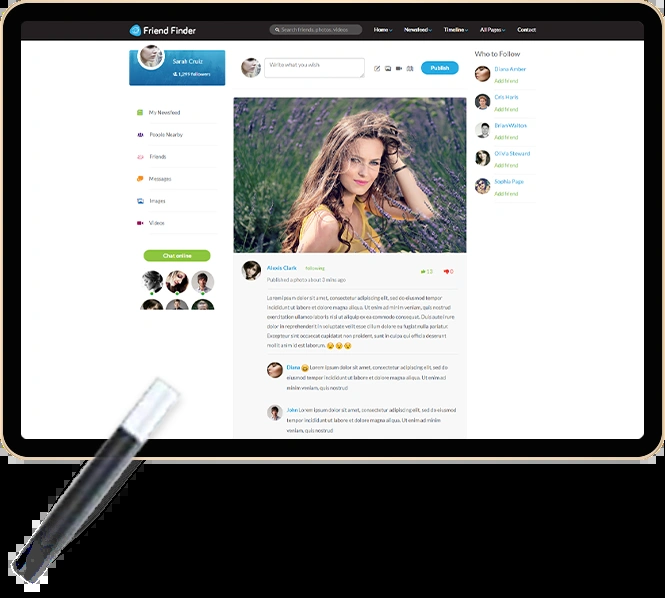 Friend Finder
Search friends, photos, videos
Home
Newsfeed
Timeline
All Pages
Contact
Sarah Cruiz
1,299 followers
My Newsfeed
People Nearby
Friends
Messages
Images
Videos
Chat online
Write what you wish
Publish
Alexis Clark following
Published a photo about 3 mins ago
13 0
Lorem ipsum dolor sit amet, consectetur adipiscing elit, sed do eiusmod tempor
incididunt ut labore et dolore magna aliqua. Ut enim ad minim veniam, quis nostrud
exercitation ullamco laboris nisi ut aliquip ex ea commodo consequat. Duis aute irure
dolor in reprehenderit in voluptate velit esse cillum dolore eu fugiat nulla pariatur.
Excepteur sint occaecat cupidatat non proident, sunt in culpa qui officia deserunt
mollit anim id est laborum. 😥 😥 😥
Diana 😄 Lorem ipsum dolor sit amet, consectetur adipiscing elit, sed do
eiusmod tempor incididunt ut labore et dolore magna aliqua. Ut enim ad
minim veniam, quis nostrud
John Lorem ipsum dolor sit amet, consectetur adipiscing elit, sed do eiusmod
tempor incididunt ut labore et dolore magna aliqua. Ut enim ad minim
veniam, quis nostrud
Who to Follow
Diana Amber
Add friend
Cris Haris
Add friend
Brian Walton
Add friend
Olivia Steward
Add friend
Sophia Page
Add friend